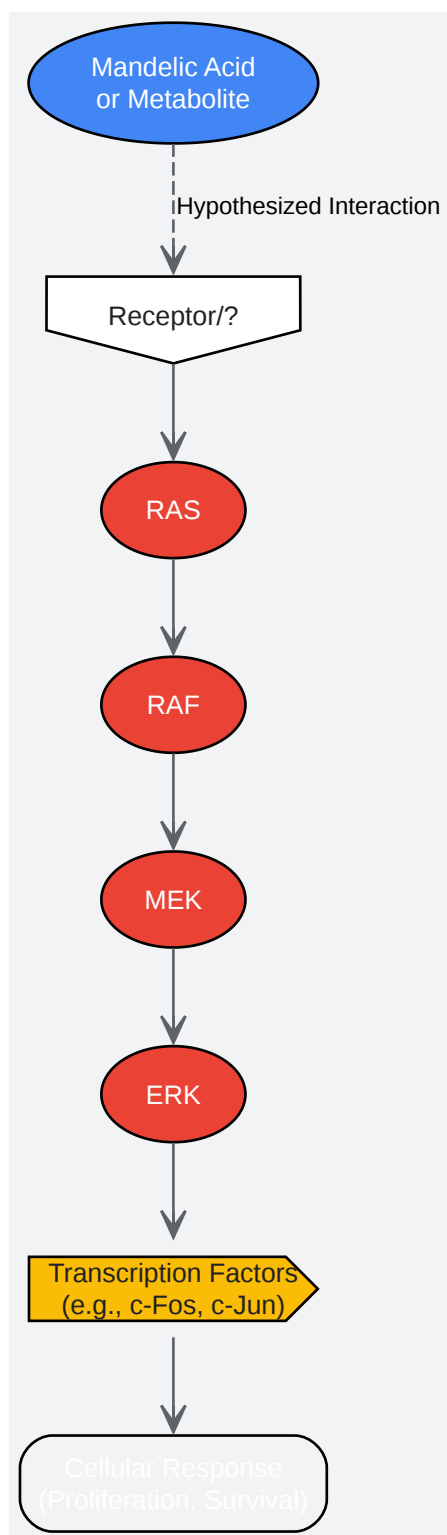 Mandelic Acid
or Metabolite
Hypothesized Interaction
Receptor/?
RAS
RAF
MEK
ERK
Transcription Factors
(e.g., c-Fos, c-Jun)
Cellular Response
(Proliferation, Survival)